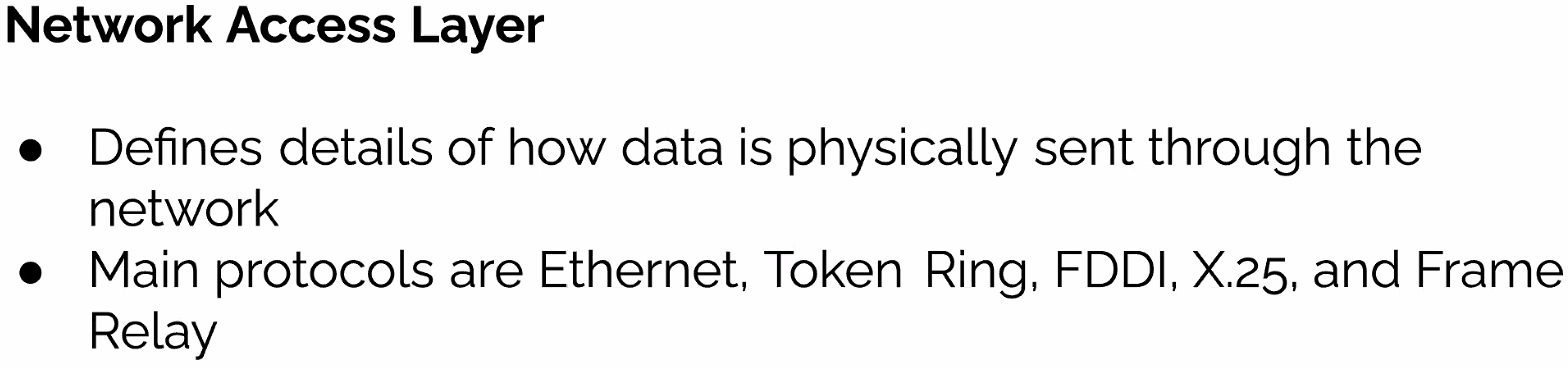 Network Access Layer
● Defines details of how data is physically sent through the
network
● Main protocols are Ethernet, Token Ring, FDDI, X.25, and Frame
Relay